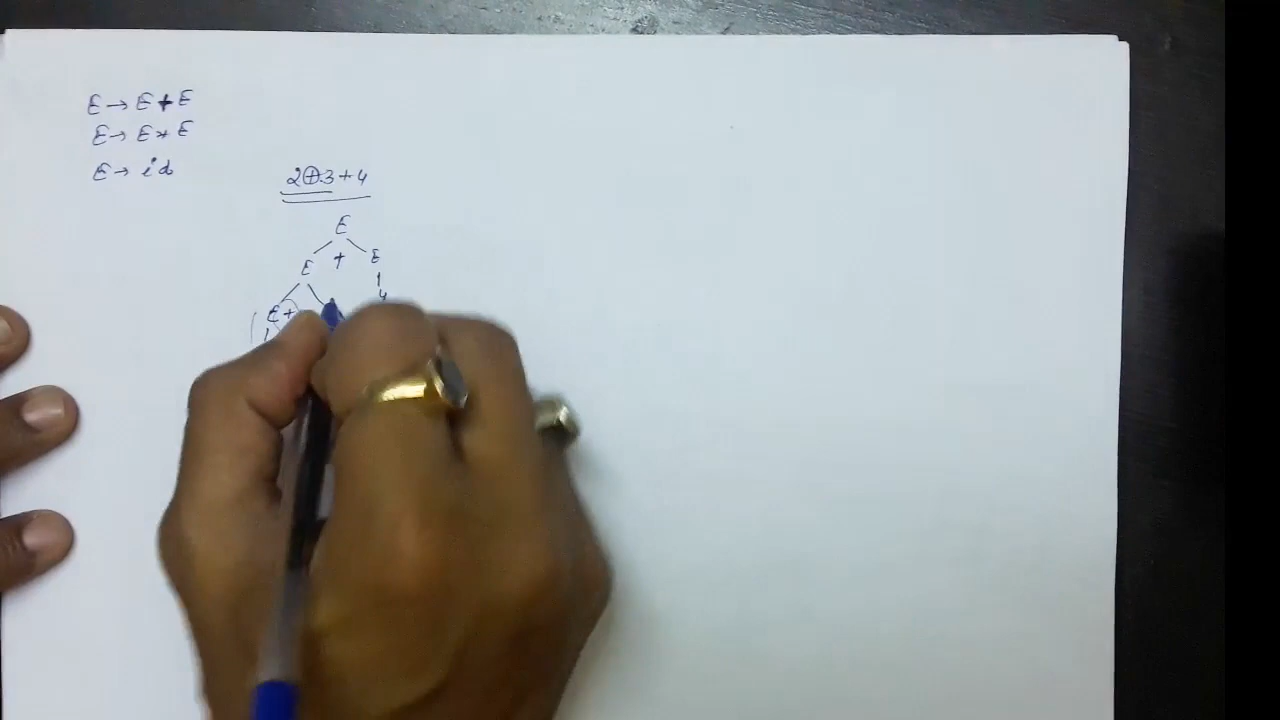 E → E + E
E → E * E
E → id
2⊕3+4
E
E + E
4
E +